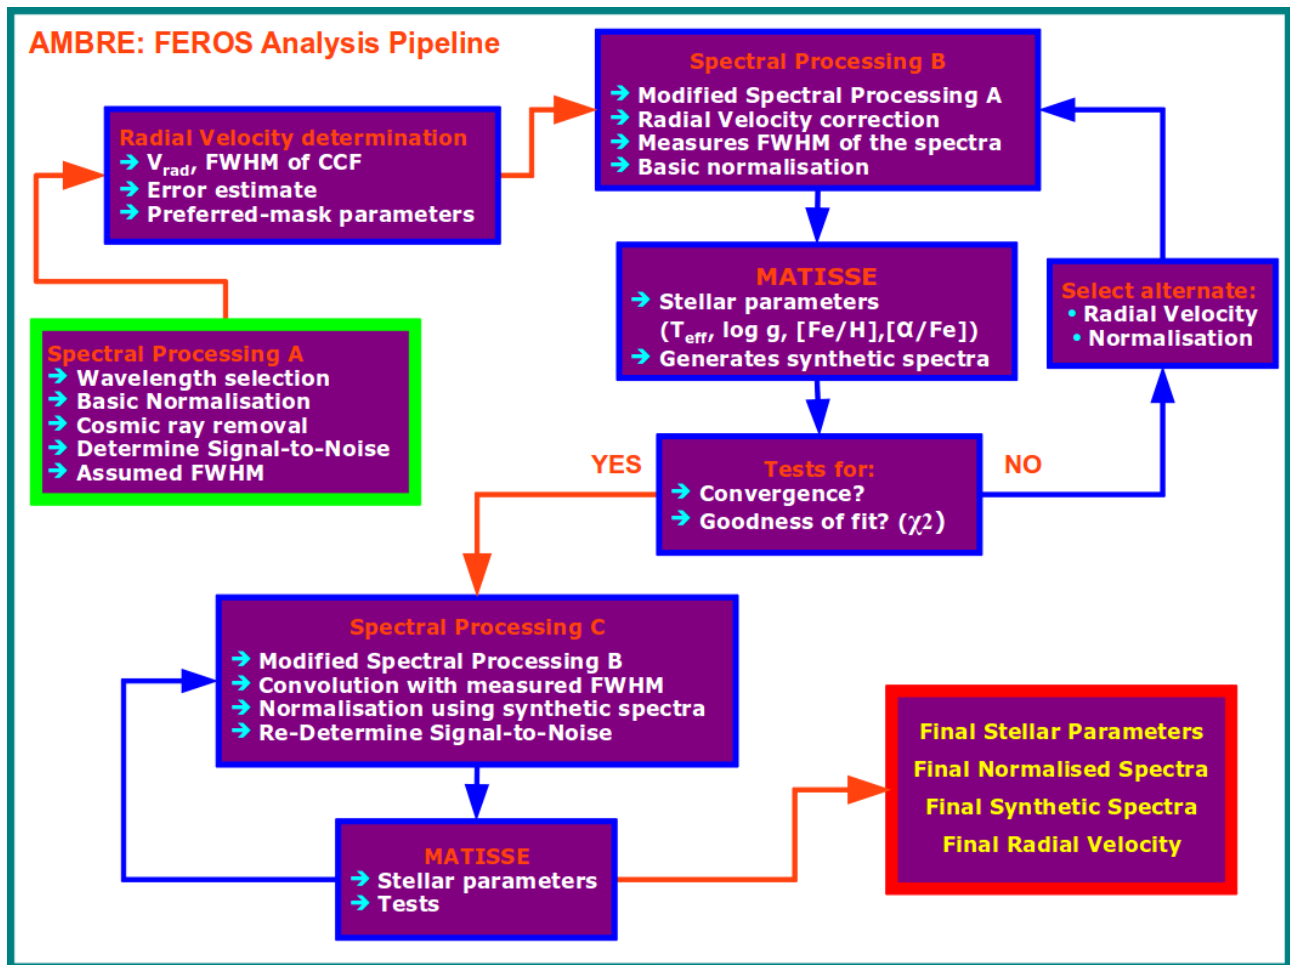 AMBRE: FEROS Analysis Pipeline
Radial Velocity determination
➔ Vrad, FWHM of CCF
➔ Error estimate
➔ Preferred-mask parameters
Spectral Processing A
➔ Wavelength selection
➔ Basic Normalisation
➔ Cosmic ray removal
➔ Determine Signal-to-Noise
➔ Assumed FWHM
Spectral Processing B
➔ Modified Spectral Processing A
➔ Radial Velocity correction
➔ Measures FWHM of the spectra
➔ Basic normalisation
MATISSE
➔ Stellar parameters
(Teff, log g, [Fe/H],[α/Fe])
➔ Generates synthetic spectra
Select alternate:
• Radial Velocity
• Normalisation
YES
Tests for:
➔ Convergence?
➔ Goodness of fit? (χ2)
NO
Spectral Processing C
➔ Modified Spectral Processing B
➔ Convolution with measured FWHM
➔ Normalisation using synthetic spectra
➔ Re-Determine Signal-to-Noise
MATISSE
➔ Stellar parameters
➔ Tests
Final Stellar Parameters
Final Normalised Spectra
Final Synthetic Spectra
Final Radial Velocity